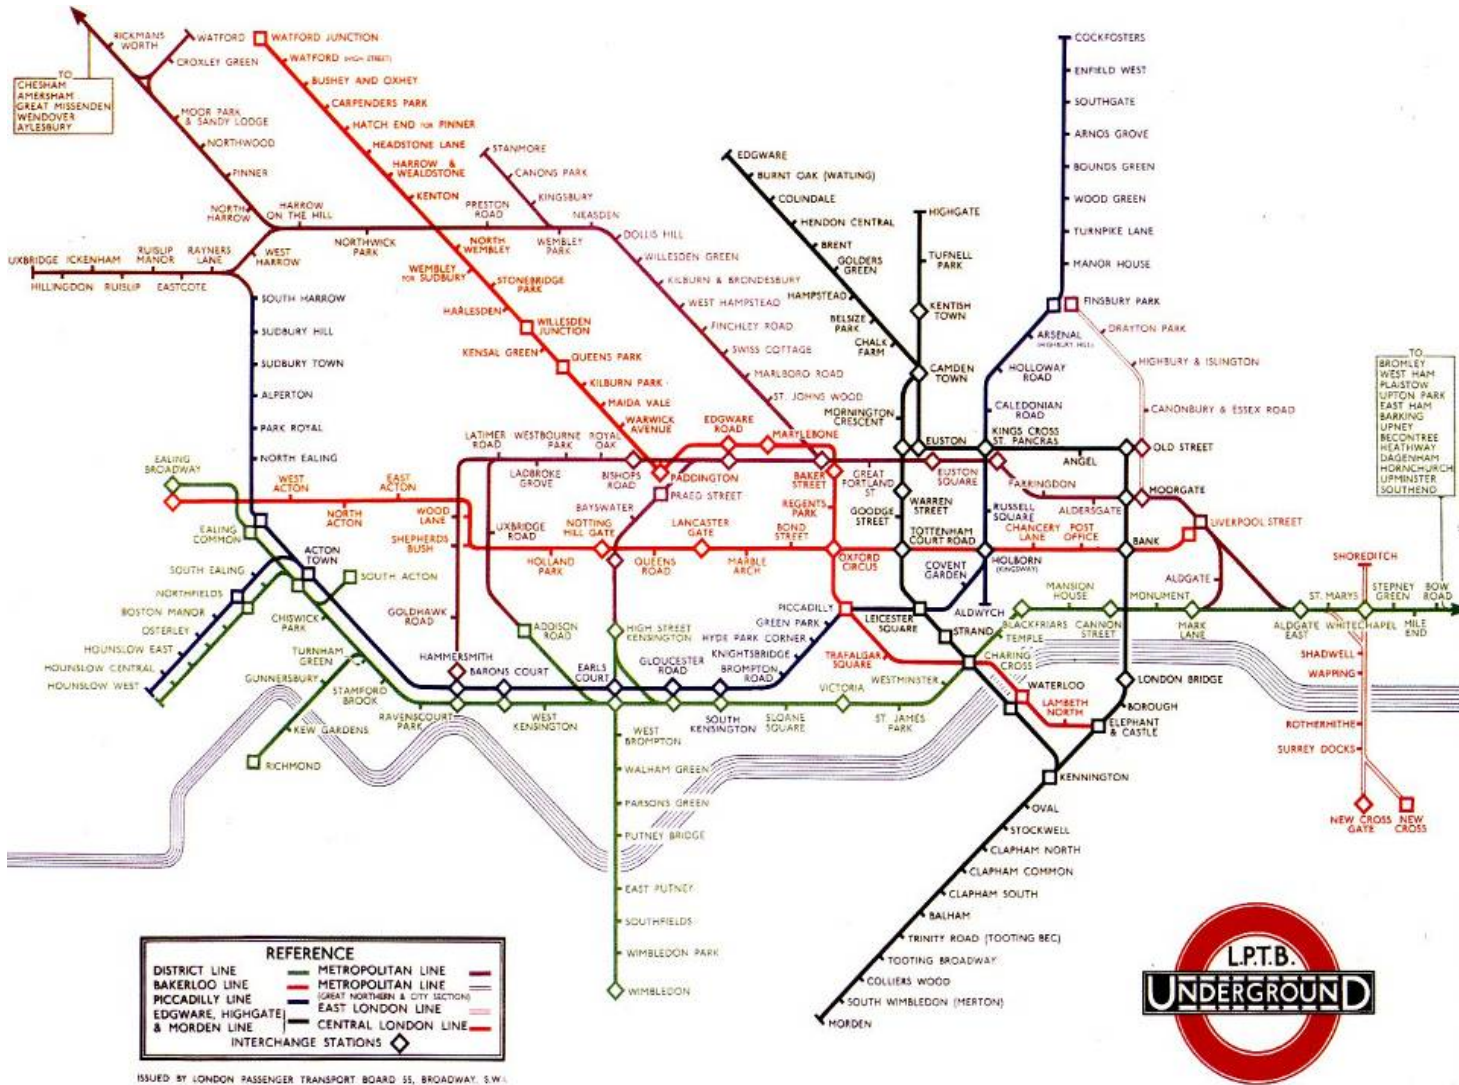 RICKMANS
WORTH
WATFORD
CROXLEY GREEN
TO
CHESHAM
AMERSHAM
GREAT MISSENDEN
WENDOVER
AYLESBURY
MOOR PARK
& SANDY LODGE
NORTHWOOD
PINNER
NORTH
HARROW
HARROW
ON THE HILL
NORTHWICK
PARK
PRESTON
ROAD
WEMBLEY
PARK
NEASDEN
STANMORE
CANONS PARK
KINGSBURY
DOLLIS HILL
WILLESDEN GREEN
KILBURN & BRONDESBURY
WEST HAMPSTEAD
FINCHLEY ROAD
SWISS COTTAGE
MARLBORO ROAD
ST. JOHNS WOOD
WATFORD JUNCTION
WATFORD (HIGH STREET)
BUSHEY AND OXHEY
CARPENDERS PARK
HATCH END FOR PINNER
HEADSTONE LANE
HARROW &
WEALDSTONE
KENTON
NORTH
WEMBLEY
WEMBLEY
FOR SUDBURY
STONEBRIDGE
PARK
HARLESDEN
WILLESDEN
JUNCTION
KENSAL GREEN
QUEENS PARK
KILBURN PARK
MAIDA VALE
WARWICK
AVENUE
UXBRIDGE
HILLINGDON
ICKENHAM
RUISLIP
RUISLIP
MANOR
EASTCOTE
RAYNERS
LANE
WEST
HARROW
SOUTH HARROW
SUDBURY HILL
SUDBURY TOWN
ALPERTON
PARK ROYAL
NORTH EALING
EDGWARE
BURNT OAK (WATLING)
COLINDALE
HENDON CENTRAL
BRENT
GOLDERS
GREEN
HAMPSTEAD
BELSIZE
PARK
CHALK
FARM
HIGHGATE
TUFNELL
PARK
KENTISH
TOWN
CAMDEN
TOWN
MORNINGTON
CRESCENT
EUSTON
COCKFOSTERS
ENFIELD WEST
SOUTHGATE
ARNOS GROVE
BOUNDS GREEN
WOOD GREEN
TURNPIKE LANE
MANOR HOUSE
FINSBURY PARK
ARSENAL
(HIGHBURY HILL)
HOLLOWAY
ROAD
CALEDONIAN
ROAD
KINGS CROSS
ST. PANCRAS
DRAYTON PARK
HIGHBURY & ISLINGTON
CANONBURY & ESSEX ROAD
OLD STREET
ANGEL
MOORGATE
TO
BROMLEY
WEST HAM
PLAISTOW
UPTON PARK
EAST HAM
BARKING
UPNEY
BECONTREE
HEATHWAY
DAGENHAM
HORNCHURCH
UPMINSTER
SOUTHEND
EALING
BROADWAY
WEST
ACTON
NORTH
ACTON
EAST
ACTON
WOOD
LANE
SHEPHERDS
BUSH
LATIMER
ROAD
LADBROKE
GROVE
WESTBOURNE
PARK
ROYAL
OAK
BISHOPS
ROAD
EDGWARE
ROAD
MARYLEBONE
PADDINGTON
PRAED STREET
BAYSWATER
BAKER
STREET
GREAT
PORTLAND
ST
EUSTON
SQUARE
FARRINGDON
ALDERSGATE
LIVERPOOL STREET
REGENTS
PARK
WARREN
STREET
GOODGE
STREET
RUSSELL
SQUARE
UXBRIDGE
ROAD
HOLLAND
PARK
NOTTING
HILL GATE
QUEENS
ROAD
LANCASTER
GATE
MARBLE
ARCH
BOND
STREET
OXFORD
CIRCUS
TOTTENHAM
COURT ROAD
HOLBORN
(KINGSWAY)
CHANCERY
LANE
POST
OFFICE
BANK
EALING
COMMON
ACTON
TOWN
SOUTH EALING
NORTHFIELDS
BOSTON MANOR
OSTERLEY
HOUNSLOW EAST
HOUNSLOW CENTRAL
HOUNSLOW WEST
SOUTH ACTON
CHISWICK
PARK
TURNHAM
GREEN
GUNNERSBURY
KEW GARDENS
RICHMOND
STAMFORD
BROOK
RAVENSCOURT
PARK
GOLDHAWK
ROAD
HAMMERSMITH
BARONS COURT
WEST
KENSINGTON
ADDISON
ROAD
EARLS
COURT
HIGH STREET
KENSINGTON
GLOUCESTER
ROAD
SOUTH
KENSINGTON
BROMPTON
ROAD
KNIGHTSBRIDGE
HYDE PARK CORNER
GREEN PARK
PICCADILLY
COVENT
GARDEN
LEICESTER
SQUARE
ALDWYCH
STRAND
TRAFALGAR
SQUARE
SLOANE
SQUARE
VICTORIA
ST. JAMES
PARK
WESTMINSTER
CHARING
CROSS
TEMPLE
BLACKFRIARS
MANSION
HOUSE
CANNON
STREET
MONUMENT
MARK
LANE
ALDGATE
ALDGATE
EAST
ST. MARYS
WHITECHAPEL
SHOREDITCH
STEPNEY
GREEN
MILE
END
BOW
ROAD
SHADWELL
WAPPING
ROTHERHITHE
SURREY DOCKS
NEW CROSS
GATE
NEW
CROSS
WATERLOO
LAMBETH
NORTH
LONDON BRIDGE
BOROUGH
ELEPHANT
& CASTLE
KENNINGTON
OVAL
STOCKWELL
CLAPHAM NORTH
CLAPHAM COMMON
CLAPHAM SOUTH
BALHAM
TRINITY ROAD (TOOTING BEC)
TOOTING BROADWAY
COLLIERS WOOD
SOUTH WIMBLEDON (MERTON)
MORDEN
WEST
BROMPTON
WALHAM GREEN
PARSONS GREEN
PUTNEY BRIDGE
EAST PUTNEY
SOUTHFIELDS
WIMBLEDON PARK
WIMBLEDON
REFERENCE
DISTRICT LINE
BAKERLOO LINE
PICCADILLY LINE
EDGWARE, HIGHGATE
& MORDEN LINE
METROPOLITAN LINE
METROPOLITAN LINE
(GREAT NORTHERN & CITY SECTION)
EAST LONDON LINE
CENTRAL LONDON LINE
INTERCHANGE STATIONS
ISSUED BY LONDON PASSENGER TRANSPORT BOARD 55, BROADWAY, S.W.1.
L.P.T.B.
UNDERGROUND